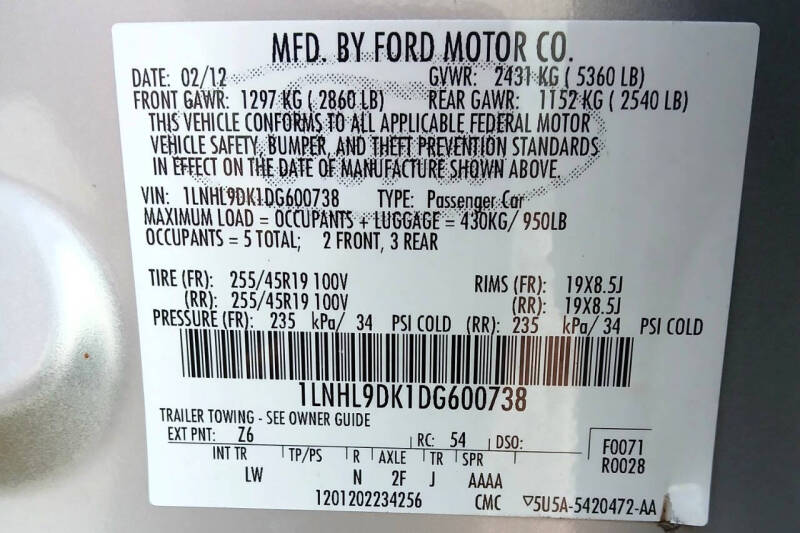 MFD. BY FORD MOTOR CO.
DATE: 02/12 GVWR: 2431 KG ( 5360 LB)
FRONT GAWR: 1297 KG ( 2860 LB) REAR GAWR: 1152 KG ( 2540 LB)
THIS VEHICLE CONFORMS TO ALL APPLICABLE FEDERAL MOTOR
VEHICLE SAFETY, BUMPER, AND THEFT PREVENTION STANDARDS
IN EFFECT ON THE DATE OF MANUFACTURE SHOWN ABOVE.
VIN: 1LNHL9DK1DG600738 TYPE: Passenger Car
MAXIMUM LOAD = OCCUPANTS + LUGGAGE = 430KG/ 950LB
OCCUPANTS = 5 TOTAL; 2 FRONT, 3 REAR
TIRE (FR): 255/45R19 100V RIMS (FR): 19X8.5J
(RR): 255/45R19 100V (RR): 19X8.5J
PRESSURE (FR): 235 kPa/ 34 PSI COLD (RR): 235 kPa/ 34 PSI COLD
1LNHL9DK1DG600738
TRAILER TOWING - SEE OWNER GUIDE
EXT PNT: Z6 RC: 54 DSO: F0071
R0028
INT TR TP/PS R AXLE TR SPR
LW N 2F J AAAA
1201202234256 CMC ▽5U5A-5420472-AA